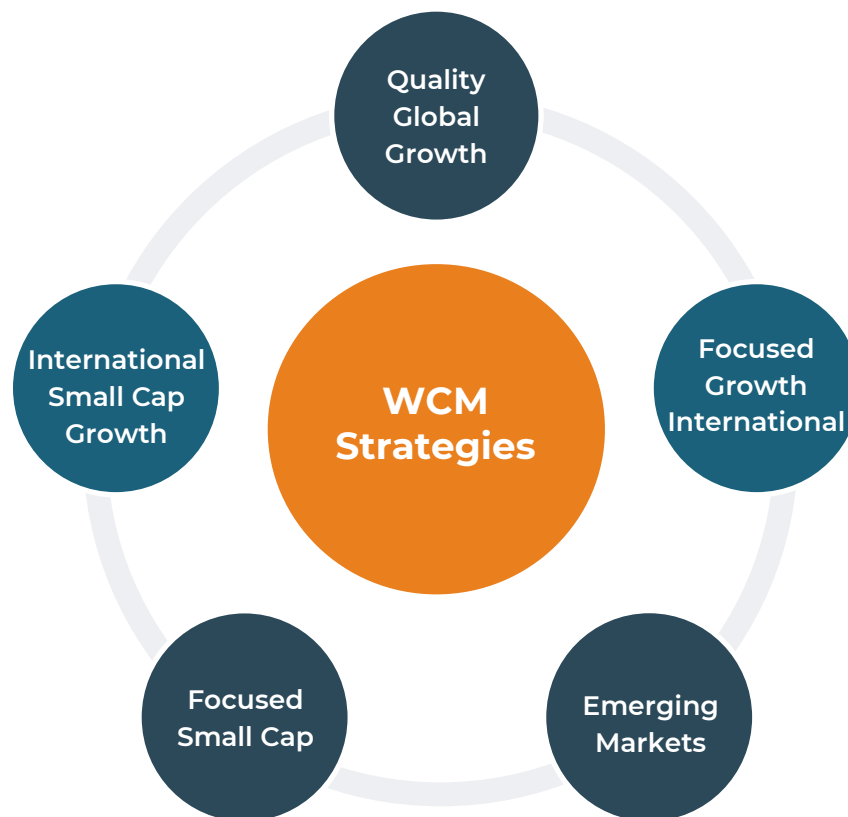 Quality
Global
Growth
International
Small Cap
Growth
WCM
Strategies
Focused
Growth
International
Focused
Small Cap
Emerging
Markets